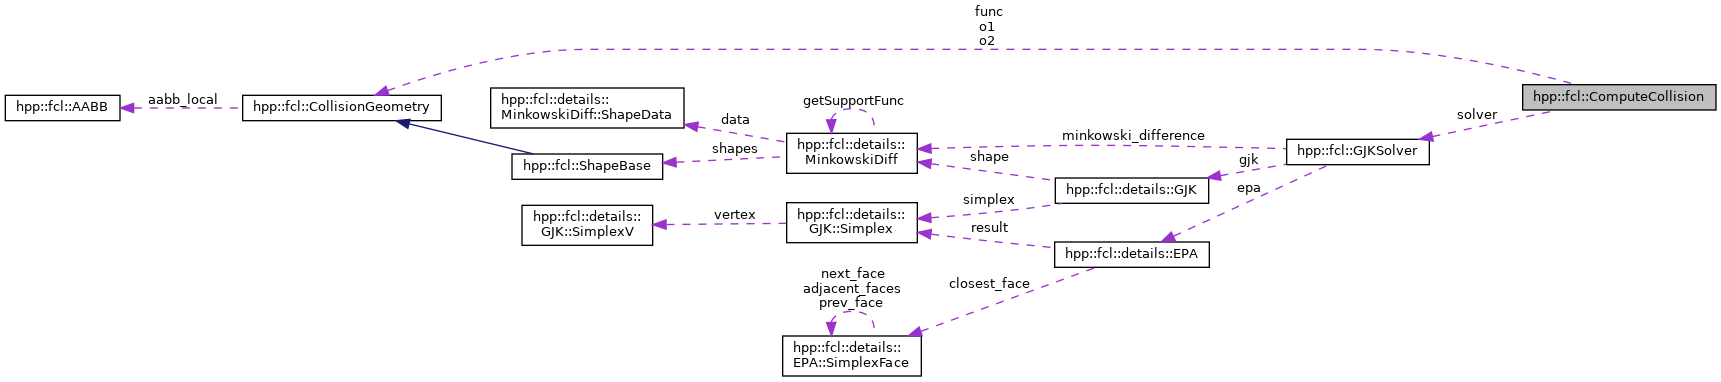 func
o1
o2
hpp::fcl::AABB
aabb_local
hpp::fcl::CollisionGeometry
hpp::fcl::details::
MinkowskiDiff::ShapeData
data
shapes
hpp::fcl::ShapeBase
getSupportFunc
hpp::fcl::details::
MinkowskiDiff
minkowski_difference
shape
hpp::fcl::ComputeCollision
solver
hpp::fcl::GJKSolver
gjk
epa
hpp::fcl::details::GJK
simplex
result
hpp::fcl::details::
GJK::SimplexV
vertex
hpp::fcl::details::
GJK::Simplex
hpp::fcl::details::EPA
closest_face
next_face
adjacent_faces
prev_face
hpp::fcl::details::
EPA::SimplexFace